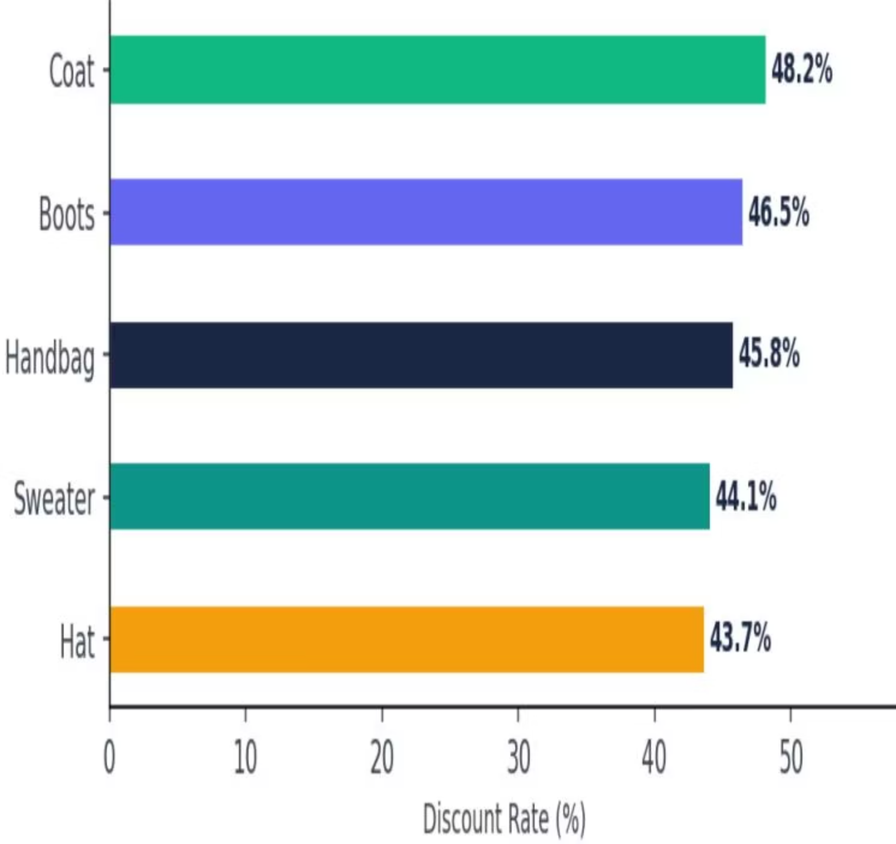 Coat 48.2%
Boots 46.5%
Handbag 45.8%
Sweater 44.1%
Hat 43.7%
0 10 20 30 40 50
Discount Rate (%)